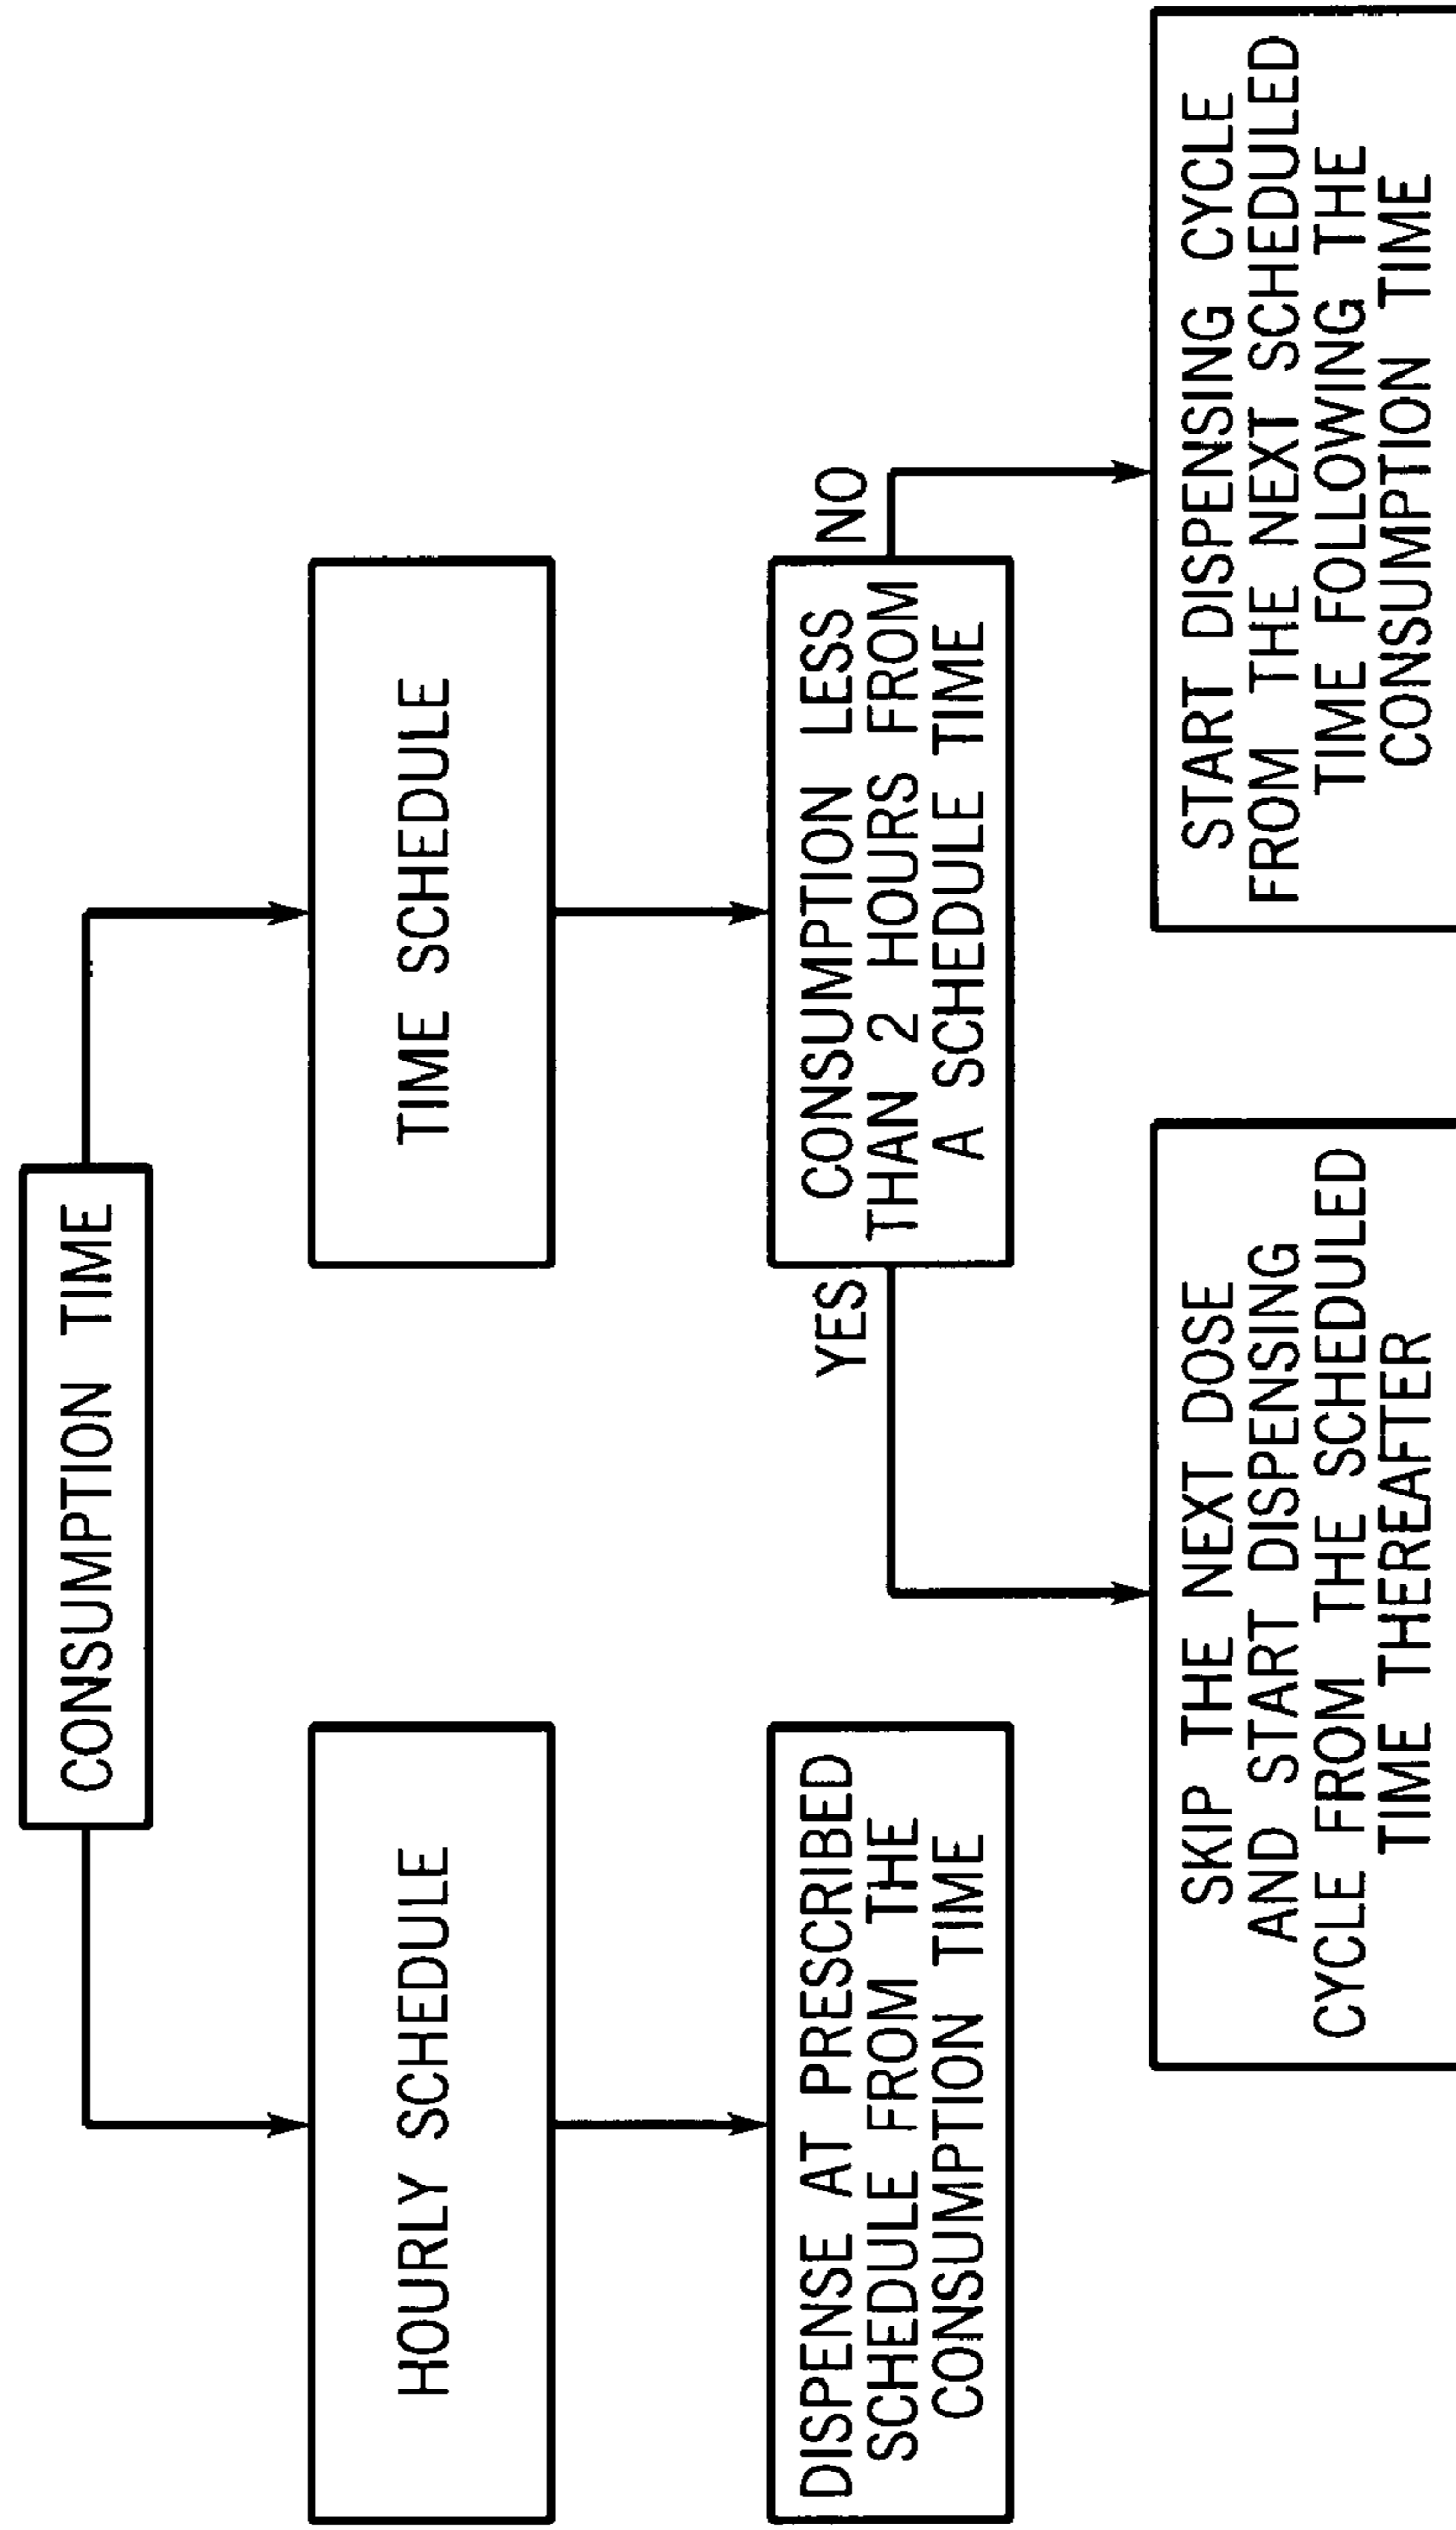 CONSUMPTION TIME
HOURLY SCHEDULE
TIME SCHEDULE
DISPENSE AT PRESCRIBED
SCHEDULE FROM THE
CONSUMPTION TIME
CONSUMPTION LESS
THAN 2 HOURS FROM
A SCHEDULE TIME
YES
NO
SKIP THE NEXT DOSE
AND START DISPENSING
CYCLE FROM THE SCHEDULED
TIME THEREAFTER
START DISPENSING CYCLE
FROM THE NEXT SCHEDULED
TIME FOLLOWING THE
CONSUMPTION TIME